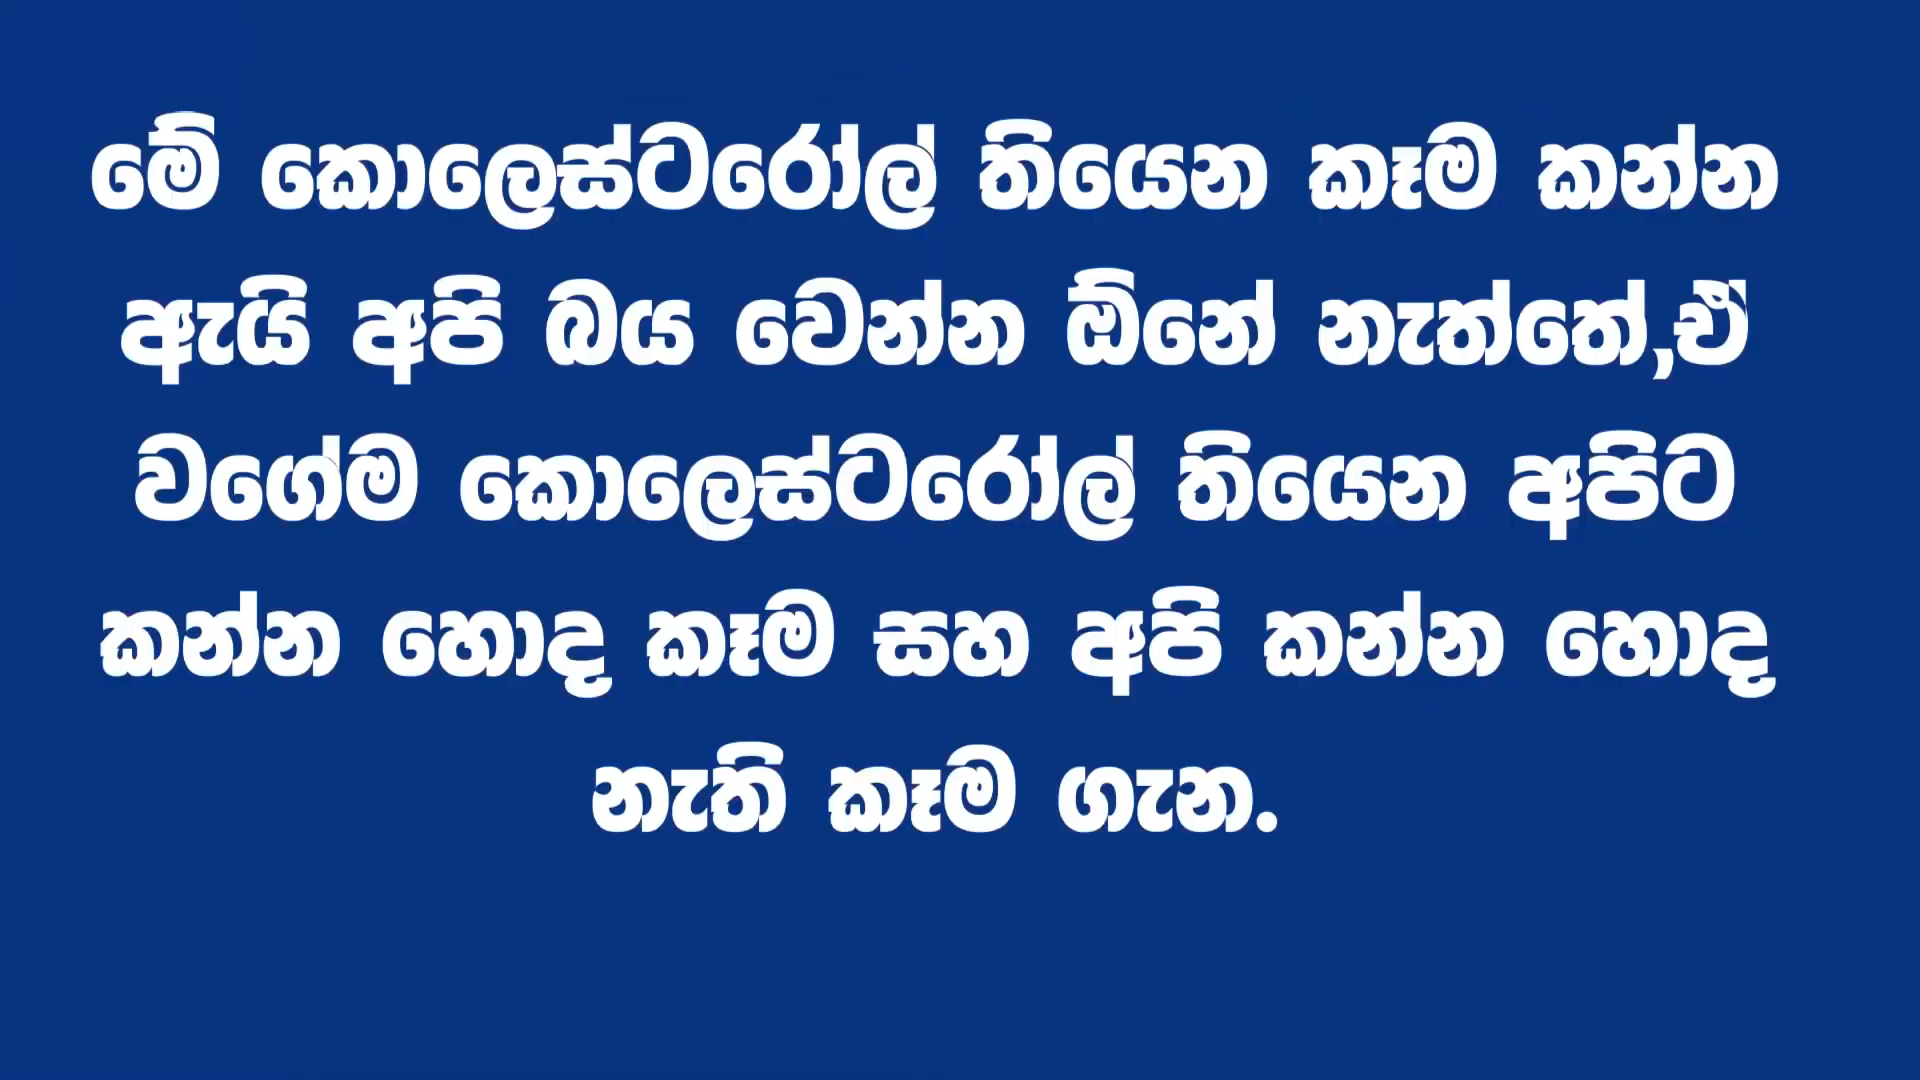 මේ කොලෙස්ටරෝල් තියෙන කෑම කන්න
ඇයි අපි බය වෙන්න ඕනේ නැත්තේ,ඒ
වගේම කොලෙස්ටරෝල් තියෙන අපිට
කන්න හොද කෑම සහ අපි කන්න හොද
නැති කෑම ගැන.